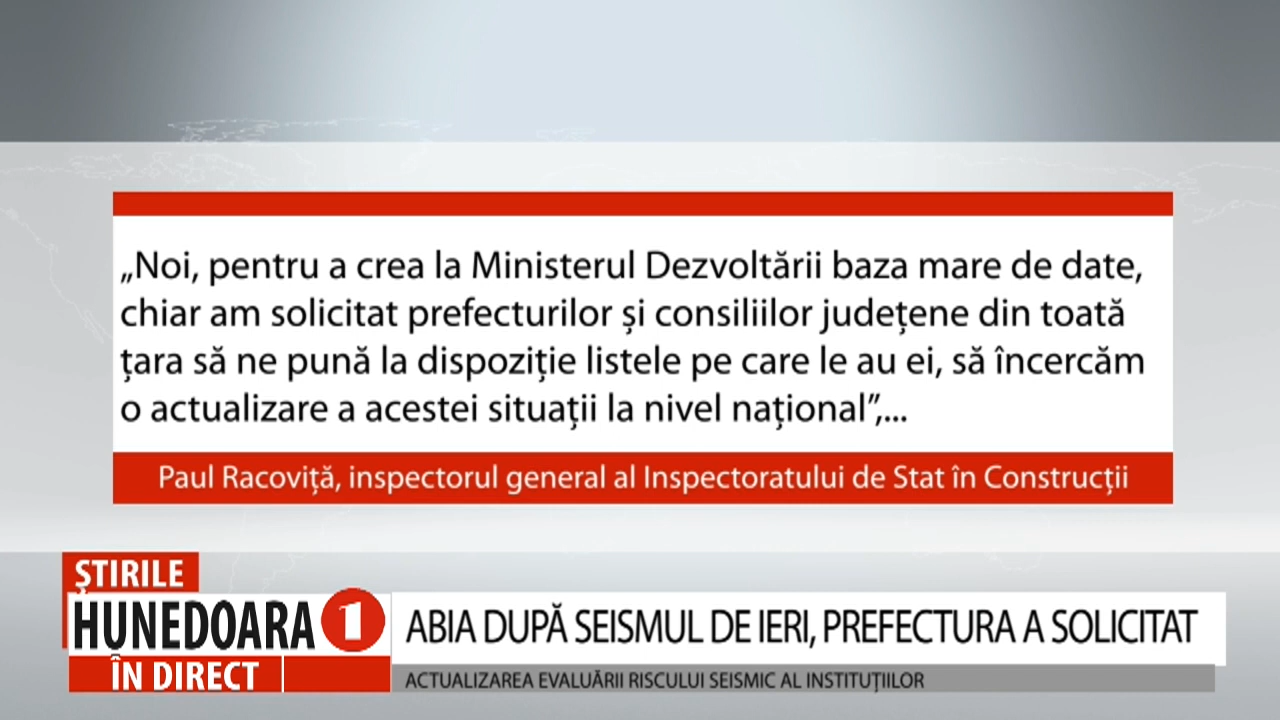 „Noi, pentru a crea la Ministerul Dezvoltării baza mare de date,
chiar am solicitat prefecturilor și consiliilor județene din toată
țara să ne pună la dispoziție listele pe care le au ei, să încercăm
o actualizare a acestei situații la nivel național”,...
Paul Racoviță, inspectorul general al Inspectoratului de Stat în Construcții
ŞTIRILE
HUNEDOARA 1
ÎN DIRECT
ABIA DUPĂ SEISMUL DE IERI, PREFECTURA A SOLICITAT
ACTUALIZAREA EVALUĂRII RISCULUI SEISMIC AL INSTITUȚIILOR